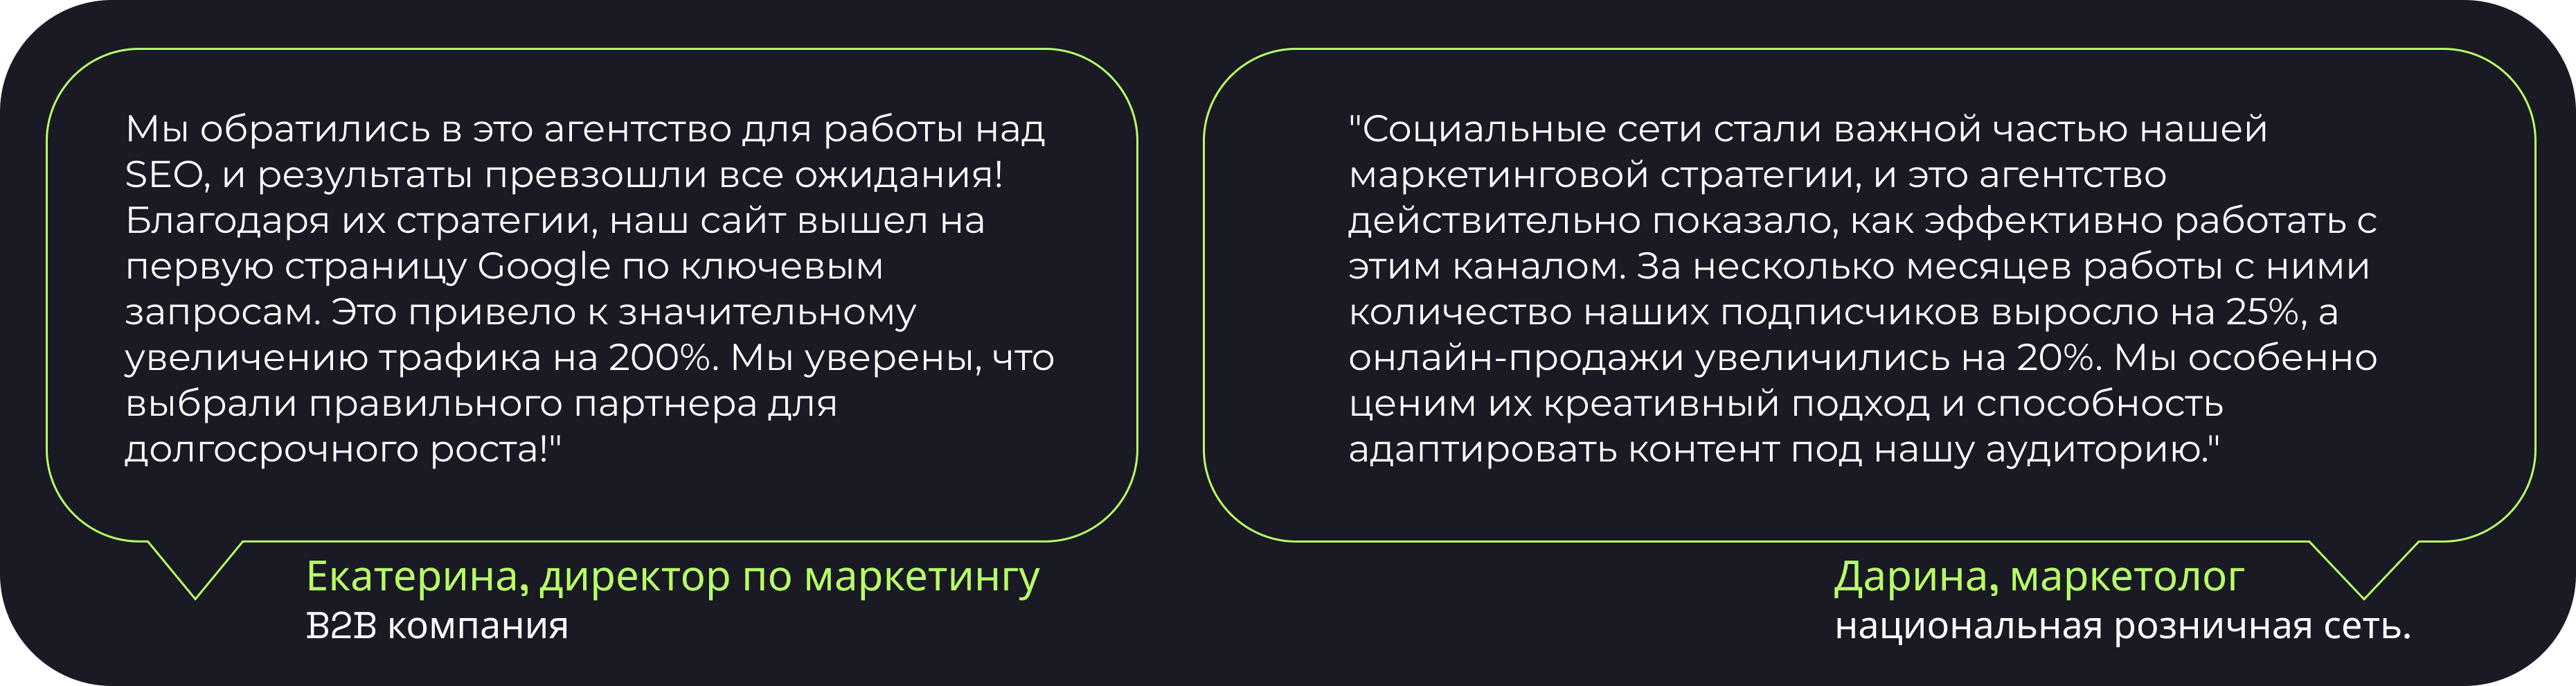 Мы обратились в это агентство для работы над
SEO, и результаты превзошли все ожидания!
Благодаря их стратегии, наш сайт вышел на
первую страницу Google по ключевым
запросам. Это привело к значительному
увеличению трафика на 200%. Мы уверены, что
выбрали правильного партнера для
долгосрочного роста!"
Екатерина, директор по маркетингу
B2B компания
"Социальные сети стали важной частью нашей
маркетинговой стратегии, и это агентство
действительно показало, как эффективно работать с
этим каналом. За несколько месяцев работы с ними
количество наших подписчиков выросло на 25%, а
онлайн-продажи увеличились на 20%. Мы особенно
ценим их креативный подход и способность
адаптировать контент под нашу аудиторию."
Дарина, маркетолог
национальная розничная сеть.